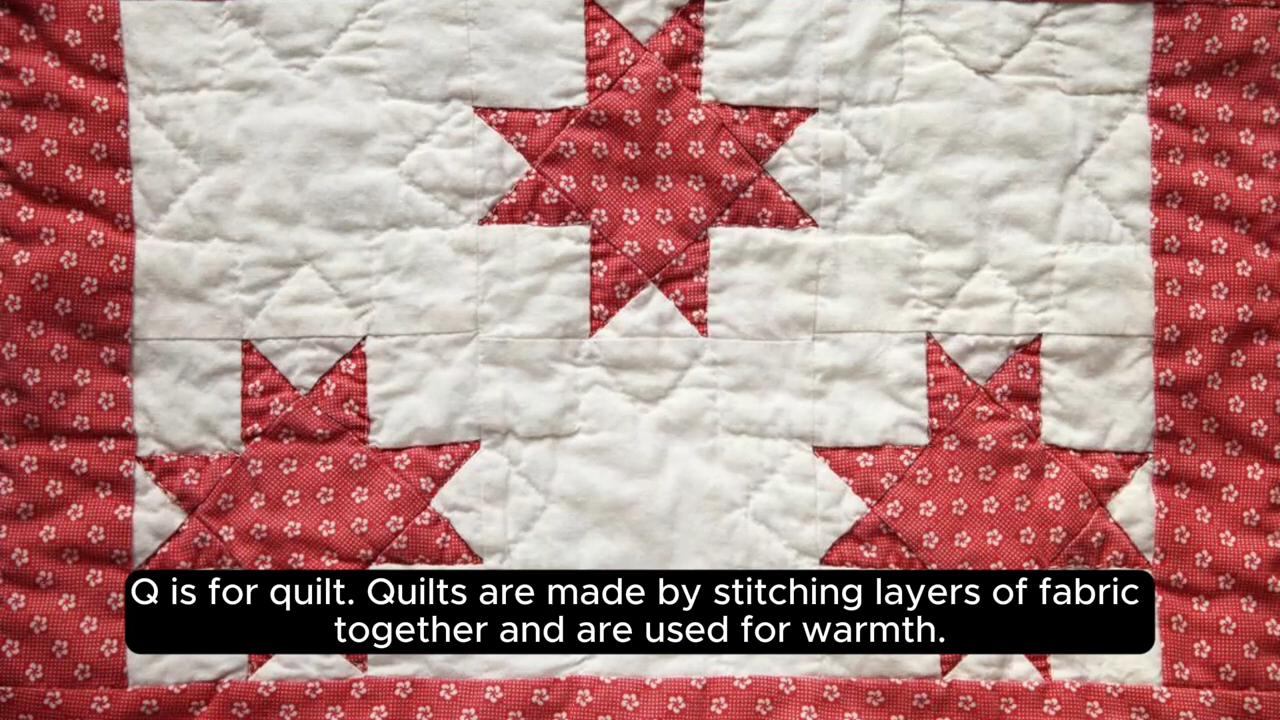 Q is for quilt. Quilts are made by stitching layers of fabric
together and are used for warmth.